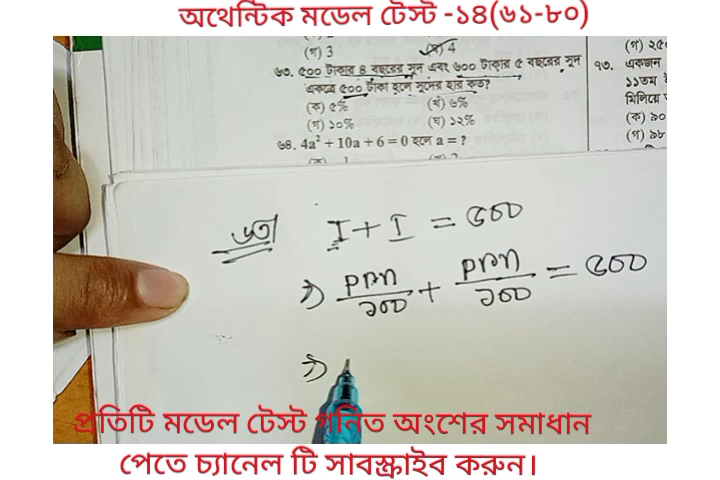 অথেন্টিক মডেল টেস্ট -১৪(৬১-৮০)
(গ) 3 (ঘ) 4
৬৩. ৫০০ টাকার ৪ বছরের সুদ এবং ৬০০ টাকার ৫ বছরের সুদ
একত্রে ৫০০ টাকা হলে সুদের হার কত?
(ক) ৫% (খ) ৬%
(গ) ১০% (ঘ) ১২%
৬৪. 4a² + 10a + 6 = 0 হলে a = ?
(গ) ২৫
৭৩. একজন
১১তম
মিলিয়ে
(ক) ৯০
(গ) ৯৮
৬৩| I + I = ৫০০
⇒ Prn/১০০ + Prn/১০০ = ৫০০
⇒
প্রতিটি মডেল টেস্ট গনিত অংশের সমাধান
পেতে চ্যানেল টি সাবস্ক্রাইব করুন।